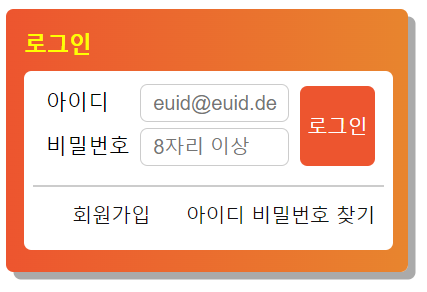 로그인
아이디 euid@euid.de
비밀번호 8자리 이상
로그인
회원가입 아이디 비밀번호 찾기